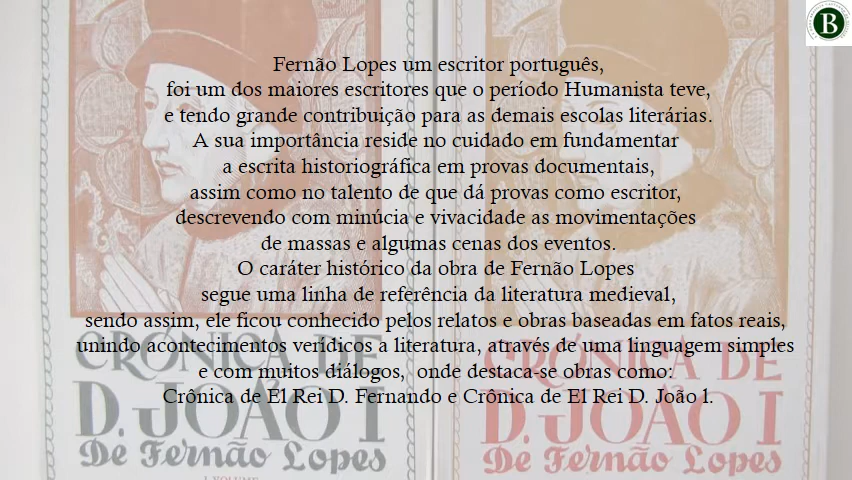 B
Fernão Lopes um escritor português,
foi um dos maiores escritores que o período Humanista teve,
e tendo grande contribuição para as demais escolas literárias.
A sua importância reside no cuidado em fundamentar
a escrita historiográfica em provas documentais,
assim como no talento de que dá provas como escritor,
descrevendo com minúcia e vivacidade as movimentações
de massas e algumas cenas dos eventos.
O caráter histórico da obra de Fernão Lopes
segue uma linha de referência da literatura medieval,
sendo assim, ele ficou conhecido pelos relatos e obras baseadas em fatos reais,
unindo acontecimentos verídicos a literatura, através de uma linguagem simples
e com muitos diálogos, onde destaca-se obras como:
Crônica de El Rei D. Fernando e Crônica de El Rei D. João l.
CRÓNICA DE
D. JOÃO I
De Fernão Lopes
I VOLUME
CRÓNICA DE
D. JOÃO I
De Fernão Lopes